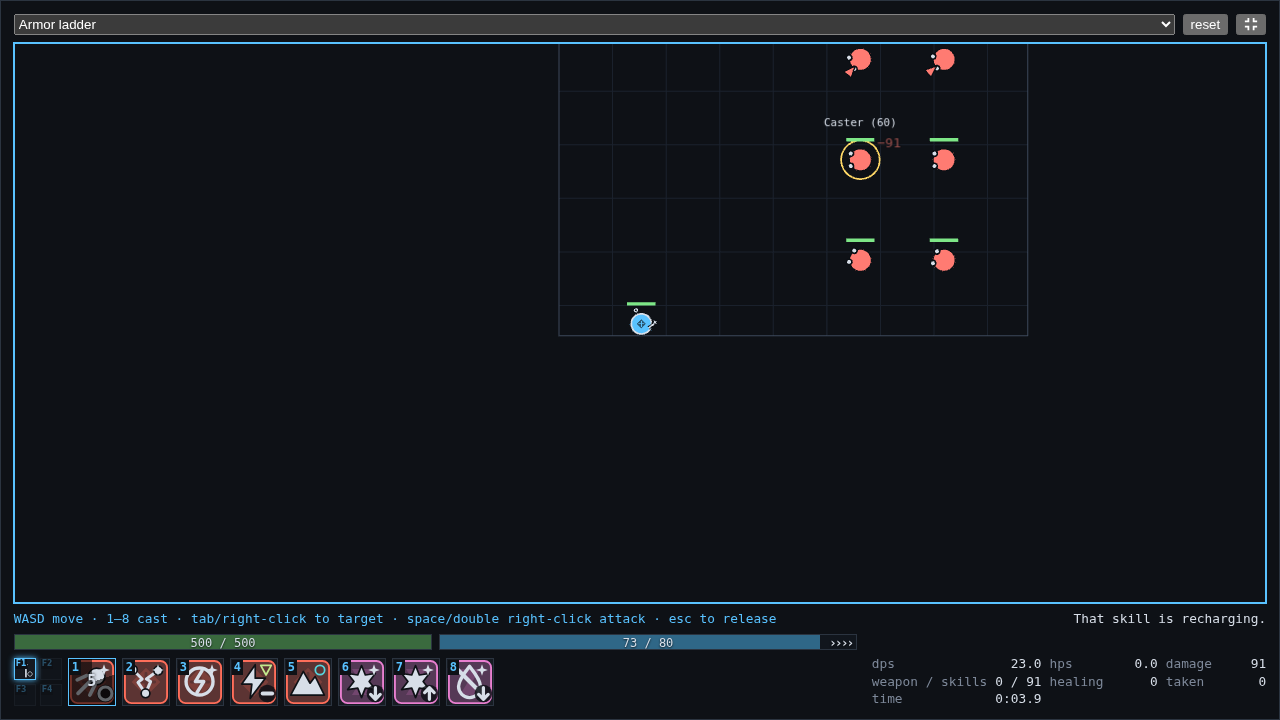 Armor ladder
reset
Caster (60)
-91
WASD move · 1–8 cast · tab/right-click to target · space/double right-click attack · esc to release
That skill is recharging.
500 / 500
73 / 80
››››
F1 F2
F3 F4
1 5 2 3 4 5 6 7 8
dps 23.0 hps 0.0 damage 91
weapon / skills 0 / 91 healing 0 taken 0
time 0:03.9